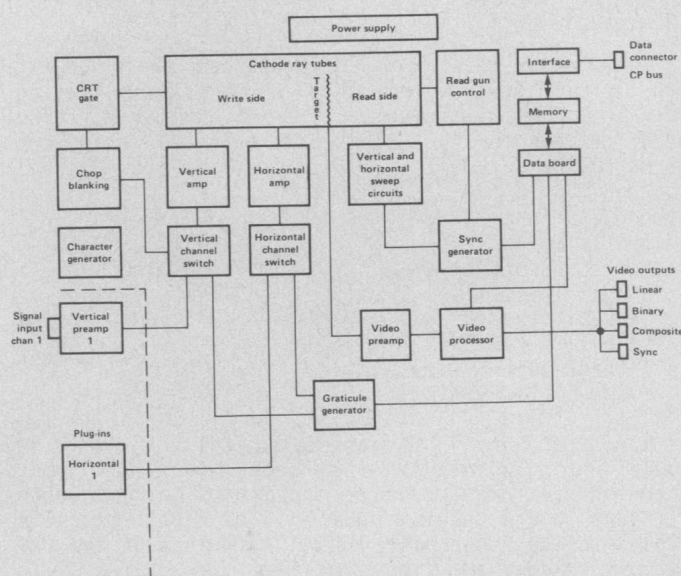 Power supply
Cathode ray tubes
CRT
gate
Write side
Target
Read side
Read gun
control
Interface
Data
connector
CP bus
Memory
Chop
blanking
Vertical
amp
Horizontal
amp
Vertical and
horizontal
sweep
circuits
Data board
Character
generator
Vertical
channel
switch
Horizontal
channel
switch
Sync
generator
Video outputs
Linear
Binary
Composite
Sync
Signal
input
chan 1
Vertical
preamp
1
Video
preamp
Video
processor
Graticule
generator
Plug-ins
Horizontal
1